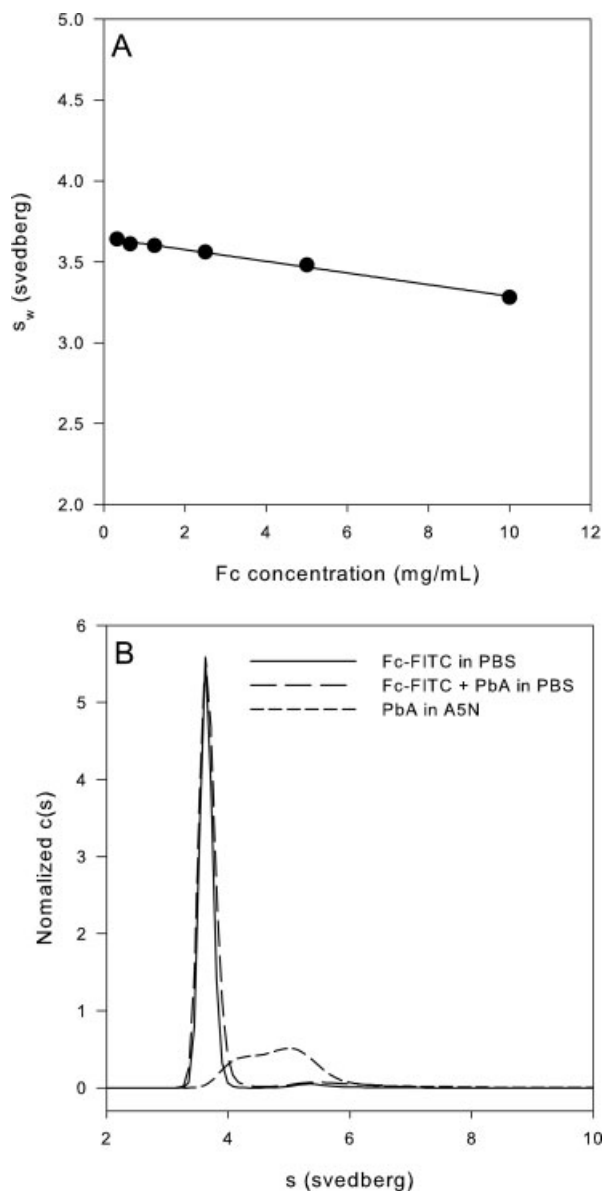 A
5.0
4.5
4.0
3.5
3.0
2.5
2.0
s_w (svedberg)
0 2 4 6 8 10 12
Fc concentration (mg/mL)
B
6
5
4
3
2
1
0
Nomalized c(s)
Fc-FITC in PBS
Fc-FITC + PbA in PBS
PbA in A5N
2 4 6 8 10
s (svedberg)